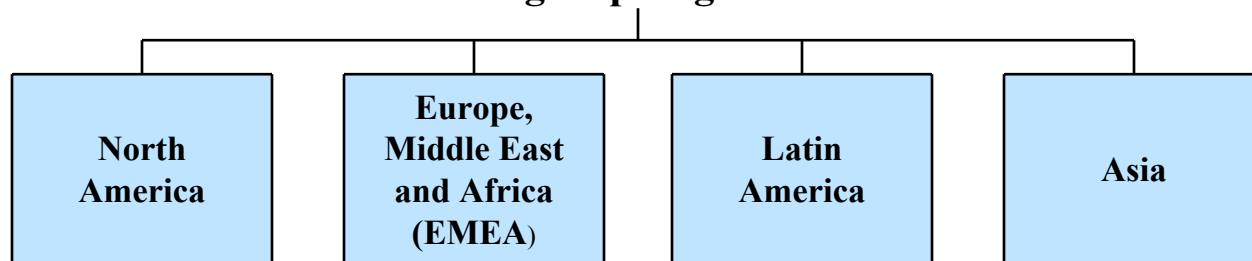 North
America
Europe,
Middle East
and Africa
(EMEA)
Latin
America
Asia